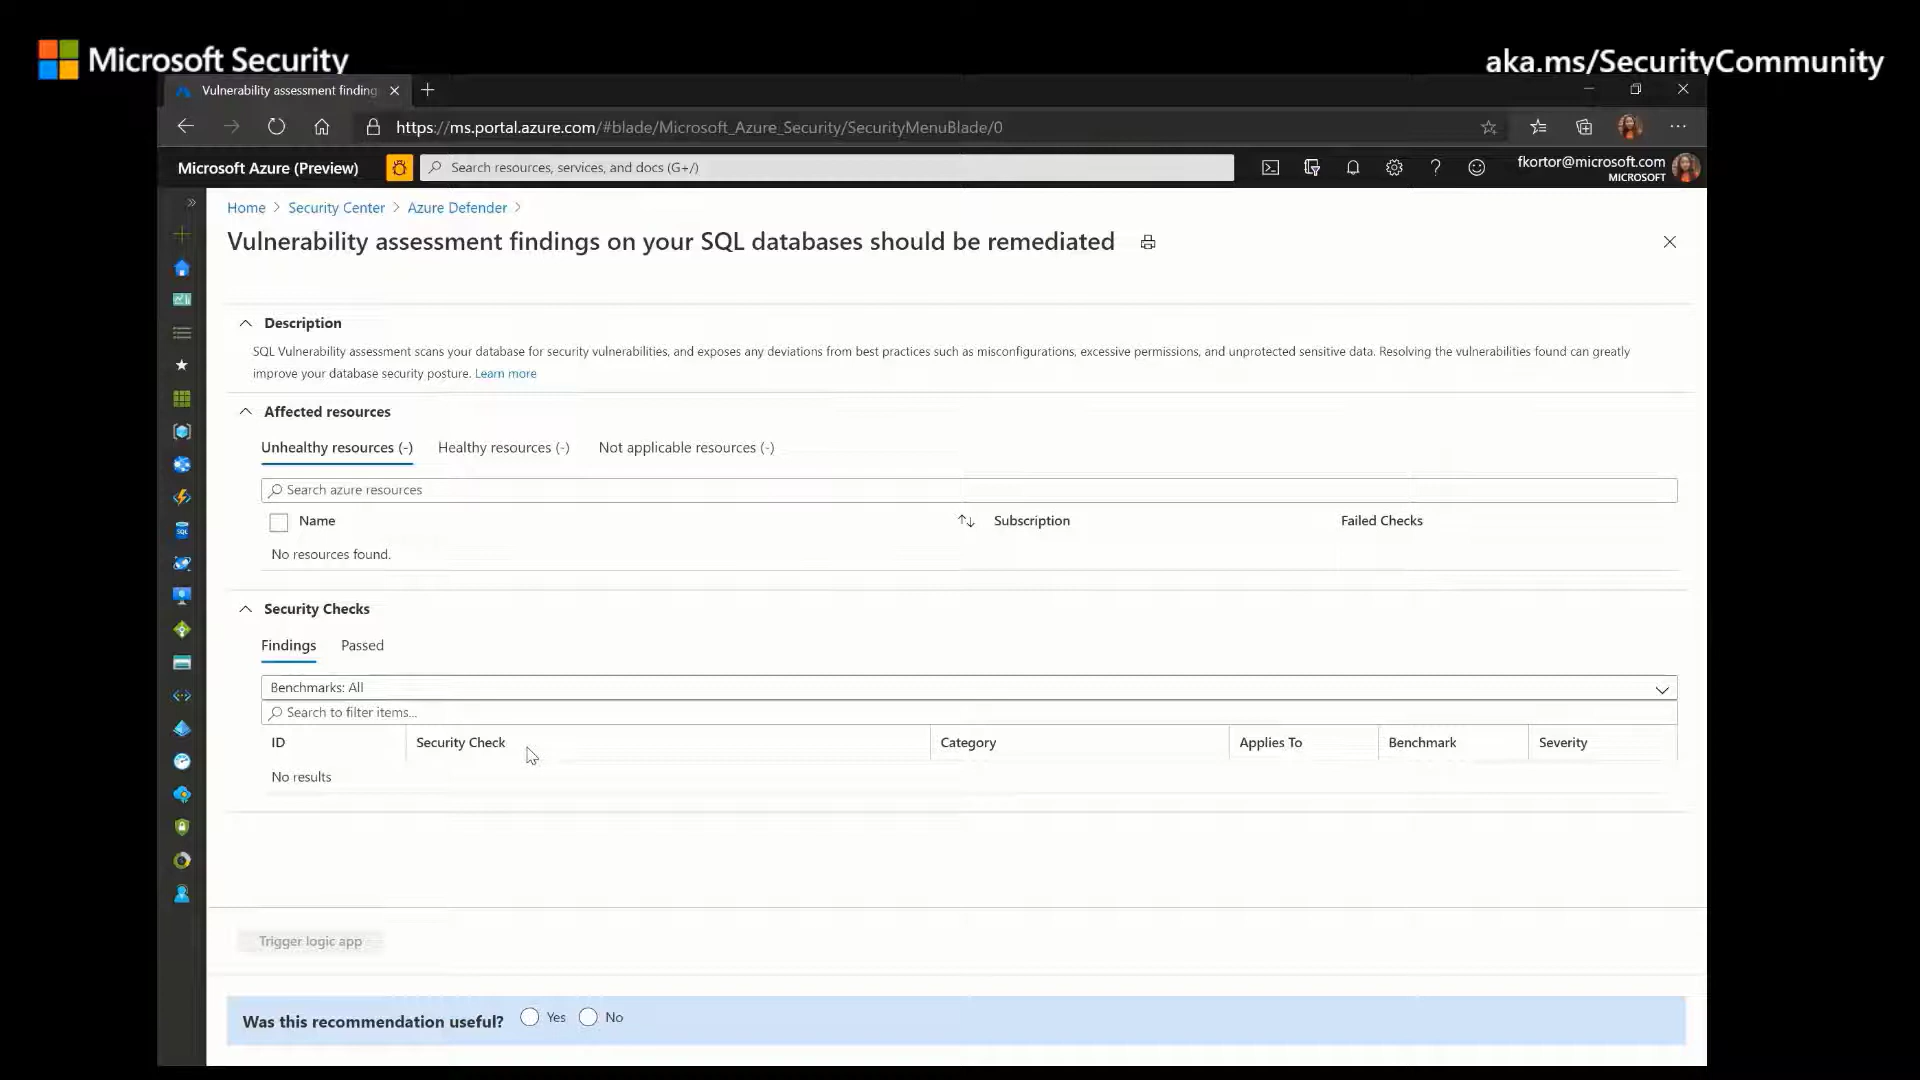 Microsoft Security
aka.ms/SecurityCommunity
Vulnerability assessment finding
https://ms.portal.azure.com/#blade/Microsoft_Azure_Security/SecurityMenuBlade/0
Microsoft Azure (Preview)
Search resources, services, and docs (G+/)
fkortor@microsoft.com
MICROSOFT
Home > Security Center > Azure Defender >
Vulnerability assessment findings on your SQL databases should be remediated
Description
SQL Vulnerability assessment scans your database for security vulnerabilities, and exposes any deviations from best practices such as misconfigurations, excessive permissions, and unprotected sensitive data. Resolving the vulnerabilities found can greatly
improve your database security posture. Learn more
Affected resources
Unhealthy resources (-) Healthy resources (-) Not applicable resources (-)
Search azure resources
Name Subscription Failed Checks
No resources found.
Security Checks
Findings Passed
Benchmarks: All
Search to filter items...
ID Security Check Category Applies To Benchmark Severity
No results
Trigger logic app
Was this recommendation useful? Yes No